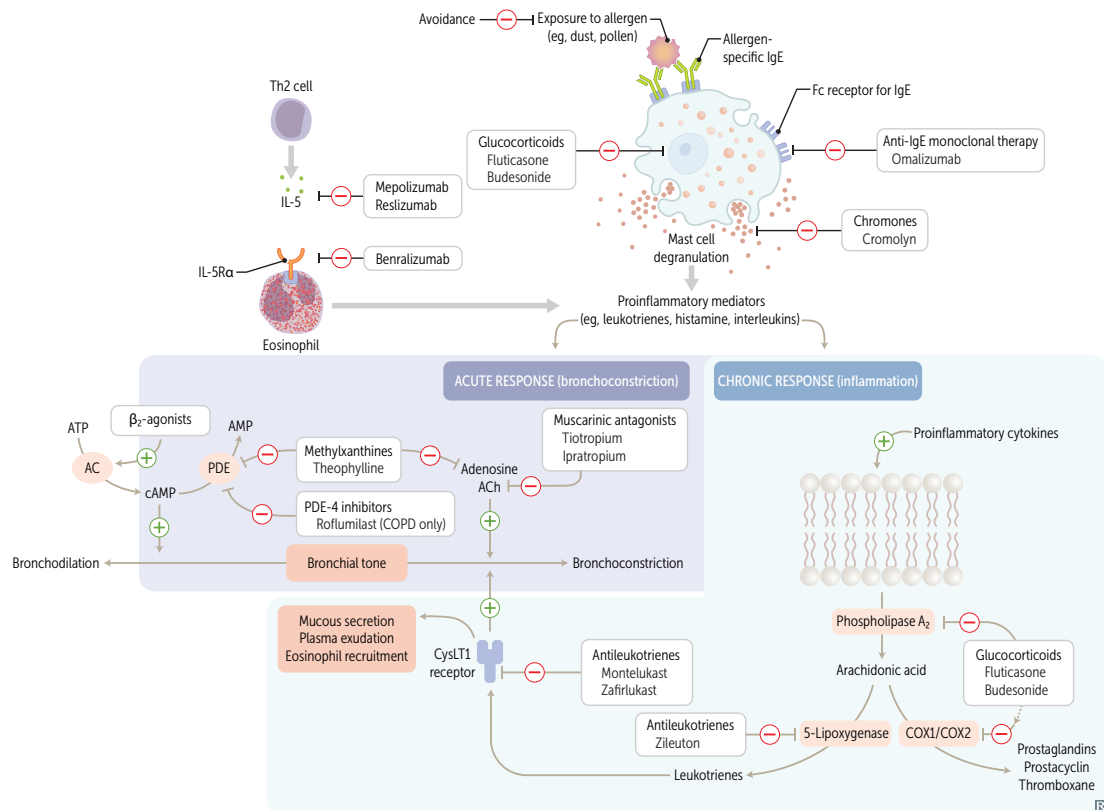 Avoidance
Exposure to allergen
(eg, dust, pollen)
Allergen-
specific IgE
Th2 cell
Fc receptor for IgE
Glucocorticoids
Fluticasone
Budesonide
Anti-IgE monoclonal therapy
Omalizumab
IL-5
Mepolizumab
Reslizumab
Chromones
Cromolyn
Mast cell
degranulation
IL-5Rα
Benralizumab
Eosinophil
Proinflammatory mediators
(eg, leukotrienes, histamine, interleukins)
ACUTE RESPONSE (bronchoconstriction)
CHRONIC RESPONSE (inflammation)
β2-agonists
ATP
AC
cAMP
AMP
PDE
Methylxanthines
Theophylline
Adenosine
ACh
Muscarinic antagonists
Tiotropium
Ipratropium
PDE-4 inhibitors
Roflumilast (COPD only)
Bronchodilation
Bronchial tone
Bronchoconstriction
Proinflammatory cytokines
Mucous secretion
Plasma exudation
Eosinophil recruitment
CysLT1
receptor
Antileukotrienes
Montelukast
Zafirlukast
Phospholipase A2
Arachidonic acid
Glucocorticoids
Fluticasone
Budesonide
Antileukotrienes
Zileuton
5-Lipoxygenase
COX1/COX2
Leukotrienes
Prostaglandins
Prostacyclin
Thromboxane